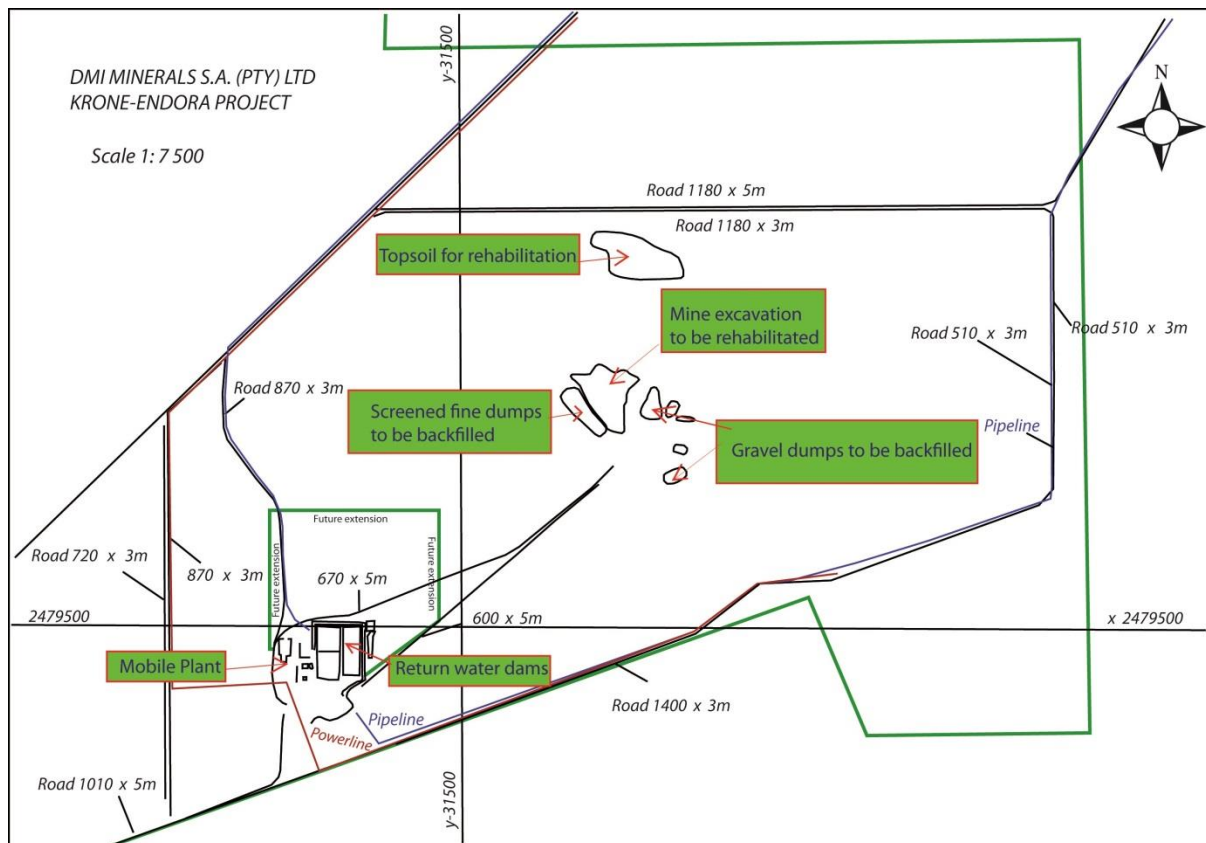 y-31500
DMI MINERALS S.A. (PTY) LTD
KRONE-ENDORA PROJECT
N
Scale 1: 7 500
Road 1180 x 5m
Road 1180 x 3m
Topsoil for rehabilitation
Mine excavation
to be rehabilitated
Road 510 x 3m
Road 510 x 3m
Road 870 x 3m
Screened fine dumps
to be backfilled
Pipeline
Gravel dumps to be backfilled
Future extension
Future extension
Future extension
Road 720 x 3m
870 x 3m
670 x 5m
2479500
600 x 5m
x 2479500
Mobile Plant
Return water dams
Road 1400 x 3m
Pipeline
Powerline
Road 1010 x 5m
y-31500